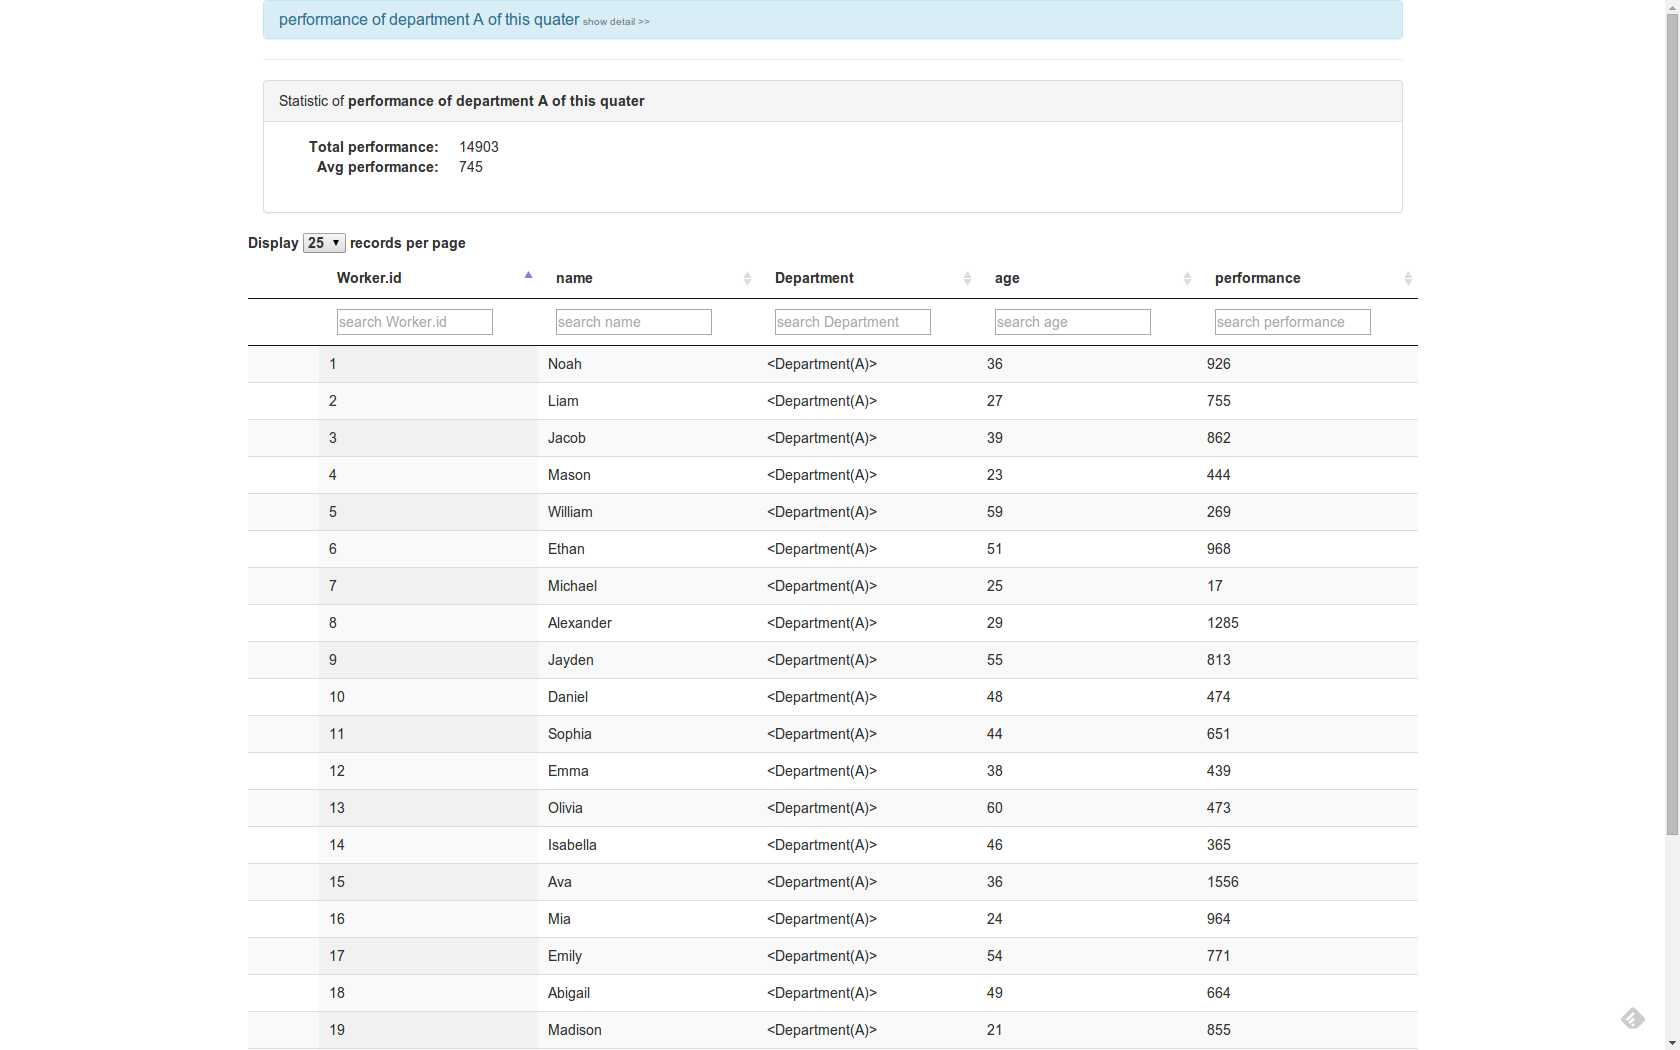 performance of department A of this quater show detail >>
Statistic of performance of department A of this quater
Total performance: 14903
Avg performance: 745
Display 25 records per page
Worker.id name Department age performance
search Worker.id search name search Department search age search performance
1 Noah <Department(A)> 36 926
2 Liam <Department(A)> 27 755
3 Jacob <Department(A)> 39 862
4 Mason <Department(A)> 23 444
5 William <Department(A)> 59 269
6 Ethan <Department(A)> 51 968
7 Michael <Department(A)> 25 17
8 Alexander <Department(A)> 29 1285
9 Jayden <Department(A)> 55 813
10 Daniel <Department(A)> 48 474
11 Sophia <Department(A)> 44 651
12 Emma <Department(A)> 38 439
13 Olivia <Department(A)> 60 473
14 Isabella <Department(A)> 46 365
15 Ava <Department(A)> 36 1556
16 Mia <Department(A)> 24 964
17 Emily <Department(A)> 54 771
18 Abigail <Department(A)> 49 664
19 Madison <Department(A)> 21 855